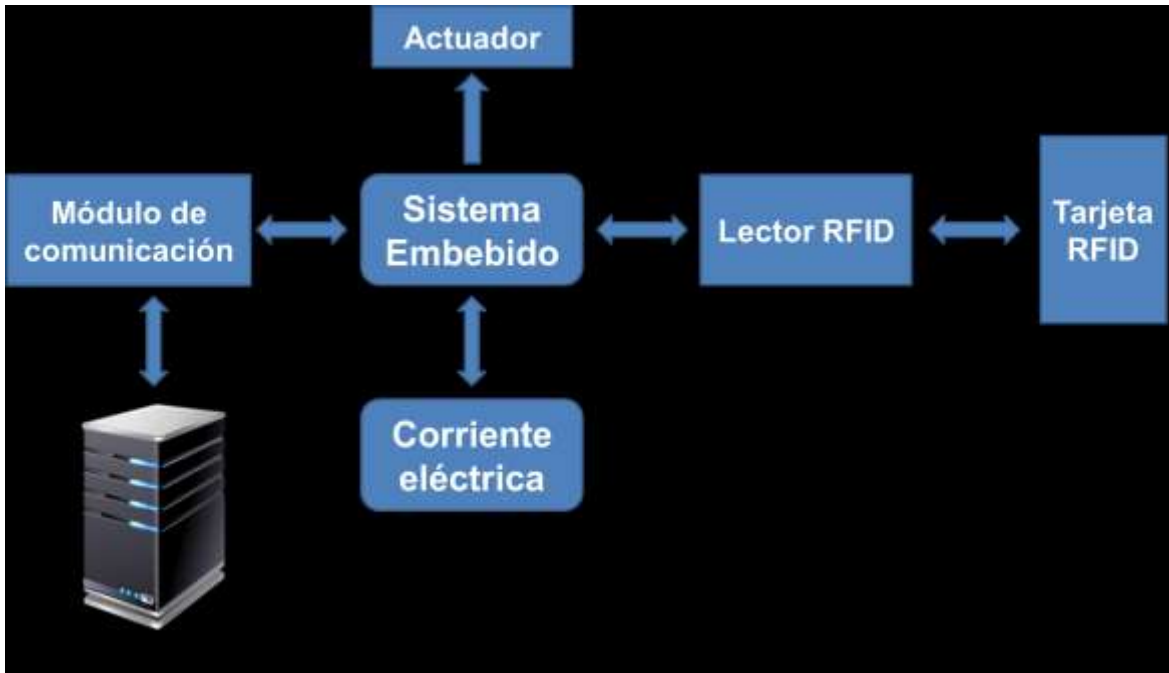 Actuador
Módulo de
comunicación
Sistema
Embebido
Lector RFID
Tarjeta
RFID
Corriente
eléctrica